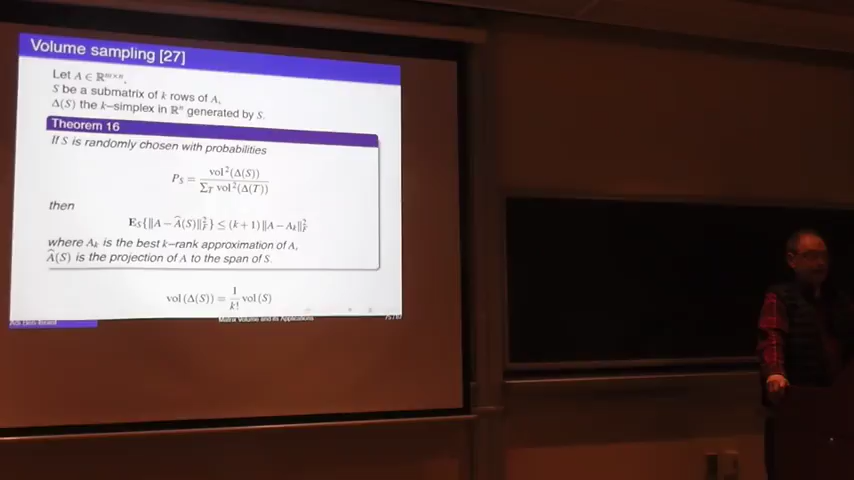 Volume sampling [27]
Let A ∈ ℝ^{m×n},
S be a submatrix of k rows of A,
Δ(S) the k–simplex in ℝ^n generated by S.
Theorem 16
If S is randomly chosen with probabilities
P_S = vol²(Δ(S)) / Σ_T vol²(Δ(T))
then
E_S{‖A − Â(S)‖²_F} ≤ (k+1)‖A − A_k‖²_F
where A_k is the best k-rank approximation of A,
Â(S) is the projection of A to the span of S.
vol(Δ(S)) = 1/k! vol(S)
Matrix Volume and its Applications